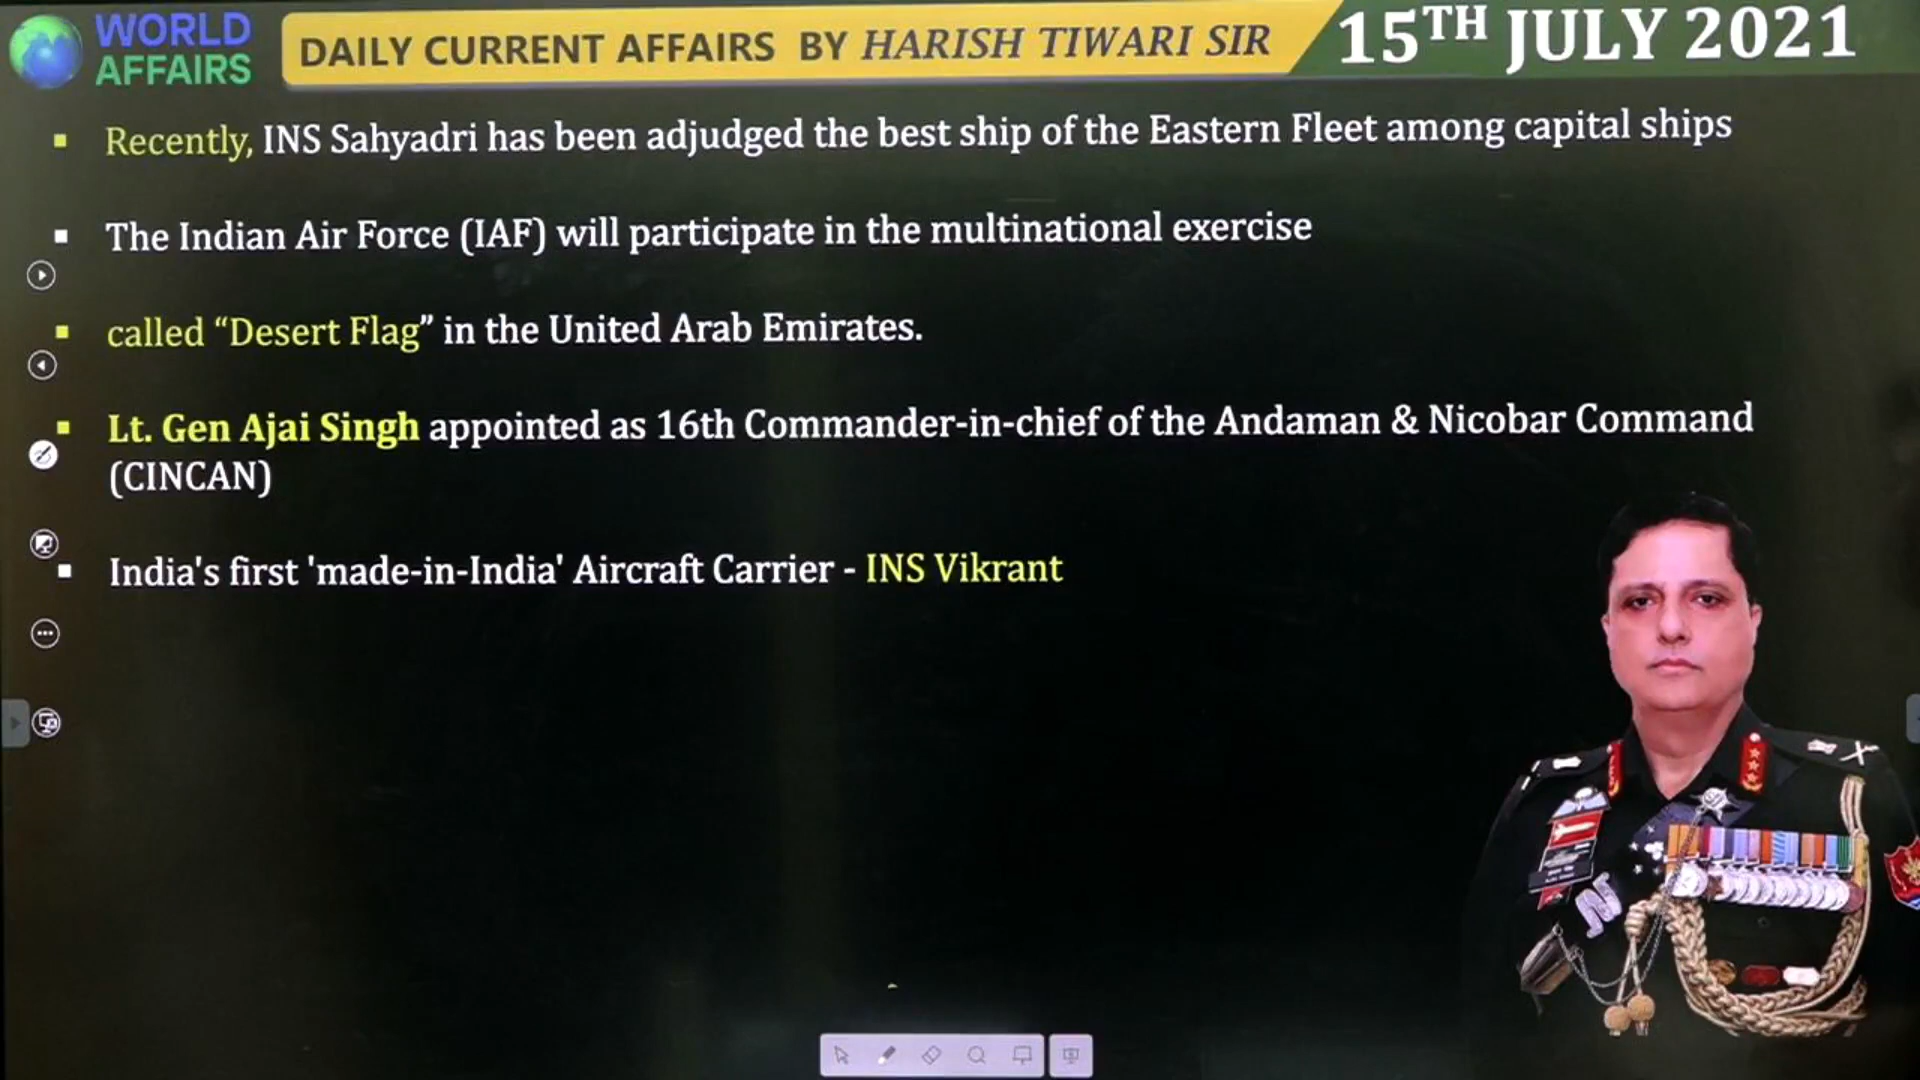 WORLD
AFFAIRS
DAILY CURRENT AFFAIRS BY HARISH TIWARI SIR
15TH JULY 2021
Recently, INS Sahyadri has been adjudged the best ship of the Eastern Fleet among capital ships
The Indian Air Force (IAF) will participate in the multinational exercise
called “Desert Flag” in the United Arab Emirates.
Lt. Gen Ajai Singh appointed as 16th Commander-in-chief of the Andaman & Nicobar Command
(CINCAN)
India's first 'made-in-India' Aircraft Carrier - INS Vikrant